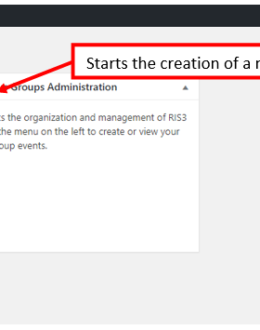 Starts the creation of a
Groups Administration
the organization and management of RIS3
the menu on the left to create or view your
events.